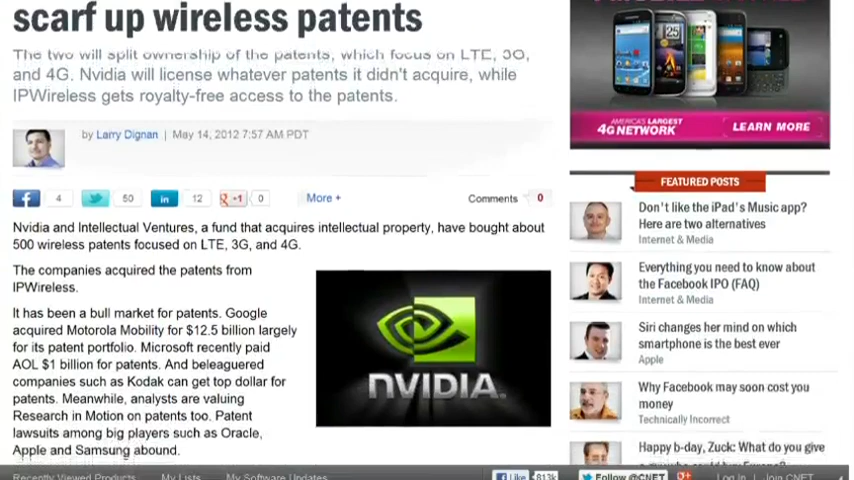 scarf up wireless patents
The two will split ownership of the patents, which focus on LTE, 3G,
and 4G. Nvidia will license whatever patents it didn't acquire, while
IPWireless gets royalty-free access to the patents.
by Larry Dignan | May 14, 2012 7:57 AM PDT
4 50 in 12 +1 0 More + Comments 0
Nvidia and Intellectual Ventures, a fund that acquires intellectual property, have bought about
500 wireless patents focused on LTE, 3G, and 4G.
The companies acquired the patents from
IPWireless.
It has been a bull market for patents. Google
acquired Motorola Mobility for $12.5 billion largely
for its patent portfolio. Microsoft recently paid
AOL $1 billion for patents. And beleaguered
companies such as Kodak can get top dollar for
patents. Meanwhile, analysts are valuing
Research in Motion on patents too. Patent
lawsuits among big players such as Oracle,
Apple and Samsung abound.
NVIDIA.
AMERICA'S LARGEST
4G NETWORK
LEARN MORE
FEATURED POSTS
Don't like the iPad's Music app?
Here are two alternatives
Internet & Media
Everything you need to know about
the Facebook IPO (FAQ)
Internet & Media
Siri changes her mind on which
smartphone is the best ever
Apple
Why Facebook may soon cost you
money
Technically Incorrect
Happy b-day, Zuck: What do you give
Recently Viewed Products My Lists My Software Updates Like 813k Follow @CNET Log In | Join CNET